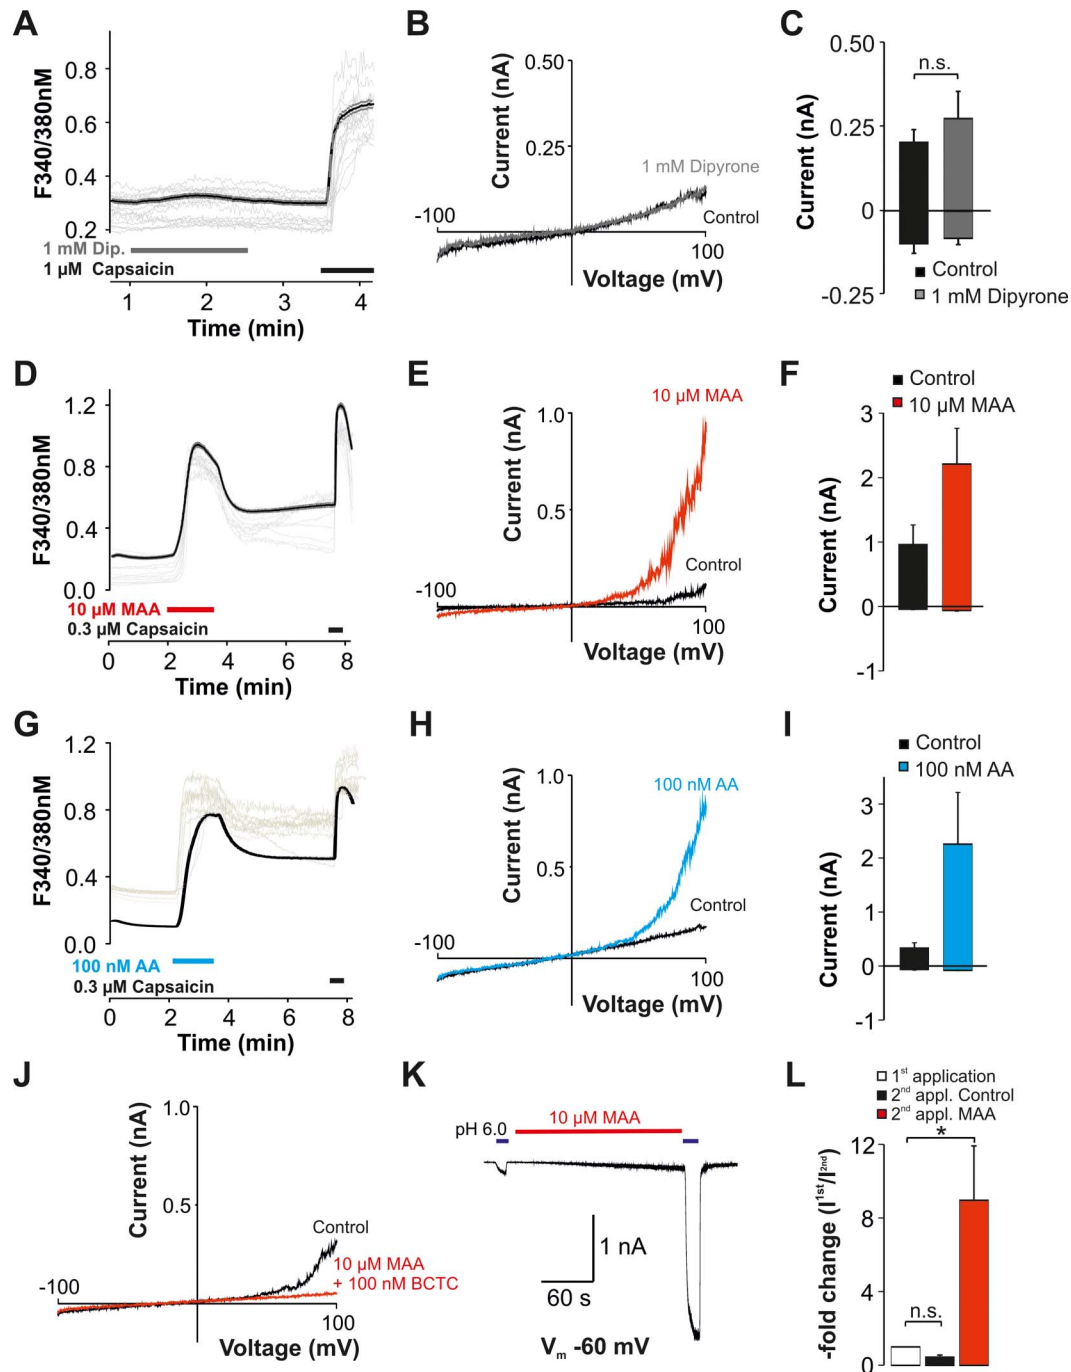 A
F340/380nM
0.8
0.6
0.4
0.2
1 mM Dip.
1 µM Capsaicin
1
2
3
4
Time (min)
B
Current (nA)
0.50
0.25
1 mM Dipyrone
Control
-100
100
Voltage (mV)
C
Current (nA)
0.50
0.25
0
-0.25
n.s.
Control
1 mM Dipyrone
D
F340/380nM
1.2
0.8
0.4
0.0
10 µM MAA
0.3 µM Capsaicin
0
2
4
6
8
Time (min)
E
Current (nA)
1.0
0.5
10 µM MAA
Control
-100
100
Voltage (mV)
F
Control
10 µM MAA
Current (nA)
3
2
1
0
-1
G
F340/380nM
1.2
0.8
0.4
0.0
100 nM AA
0.3 µM Capsaicin
0
2
4
6
8
Time (min)
H
Current (nA)
1.0
0.5
100 nM AA
Control
-100
100
Voltage (mV)
I
Control
100 nM AA
Current (nA)
3
2
1
0
-1
J
Current (nA)
1.0
0.5
Control
10 µM MAA
+ 100 nM BCTC
-100
100
Voltage (mV)
K
10 µM MAA
pH 6.0
1 nA
60 s
Vm -60 mV
L
1st application
2nd appl. Control
2nd appl. MAA
-fold change (I1st/I2nd)
12
8
4
0
*
n.s.